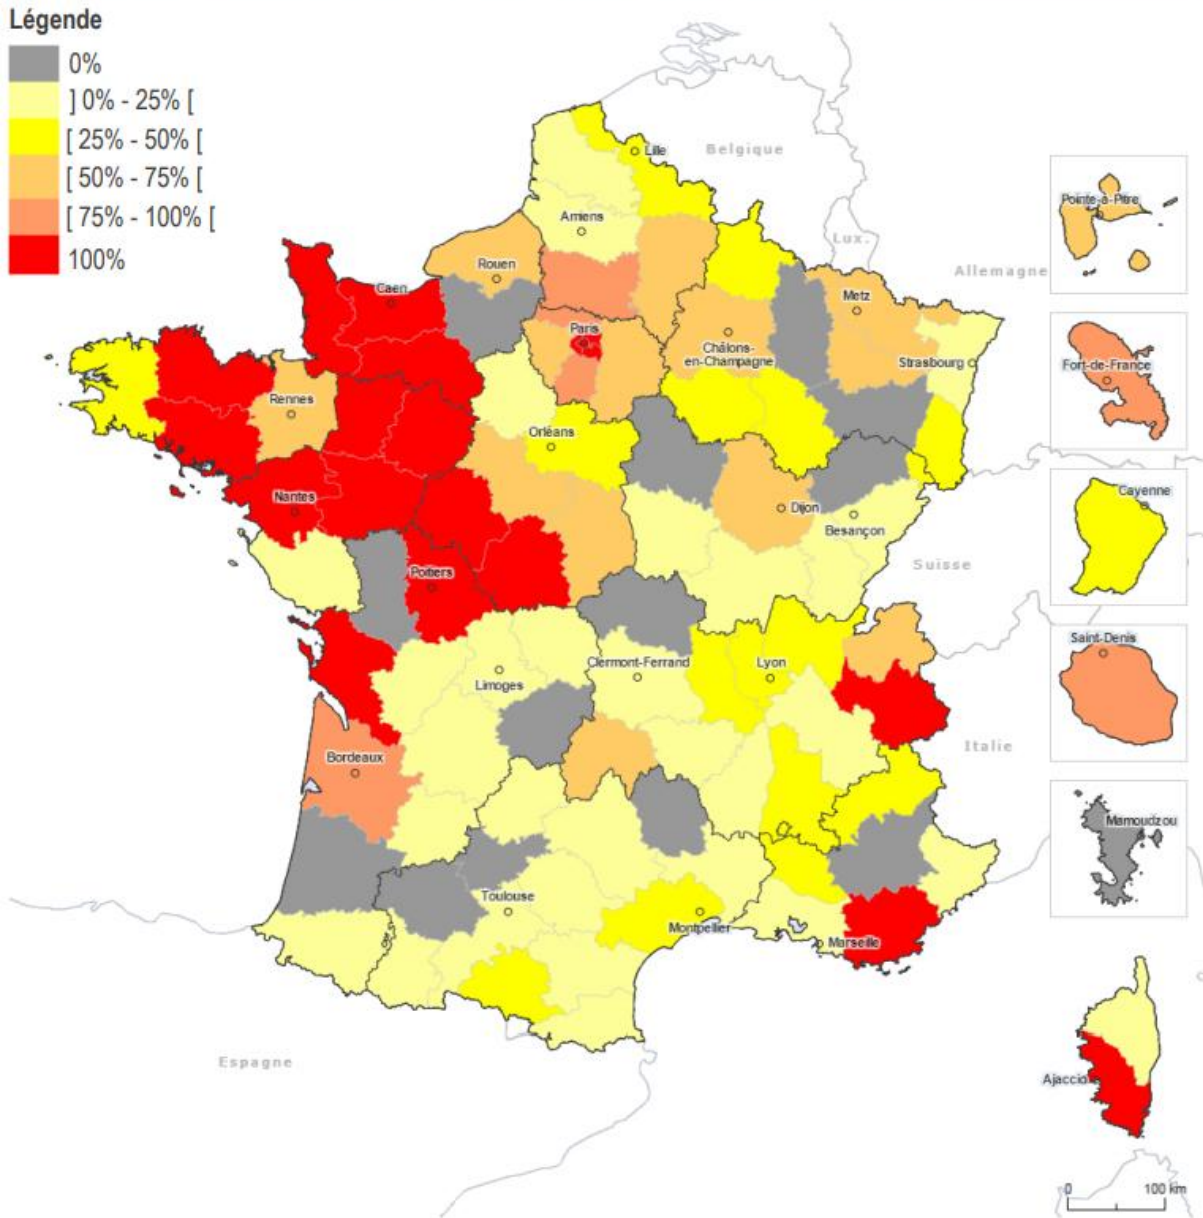 Légende
0%
] 0% - 25% [
[ 25% - 50% [
[ 50% - 75% [
[ 75% - 100% [
100%
Lille
Belgique
Amiens
Lux.
Allemagne
Rouen
Caen
Metz
Paris
Châlons-
en-Champagne
Strasbourg
Rennes
Orléans
Nantes
Dijon
Besançon
Suisse
Poitiers
Clermont-Ferrand
Lyon
Limoges
Italie
Bordeaux
Toulouse
Montpellier
Marseille
Espagne
Pointe-à-Pitre
Fort-de-France
Cayenne
Saint-Denis
Mamoudzou
Ajaccio
0 100 km